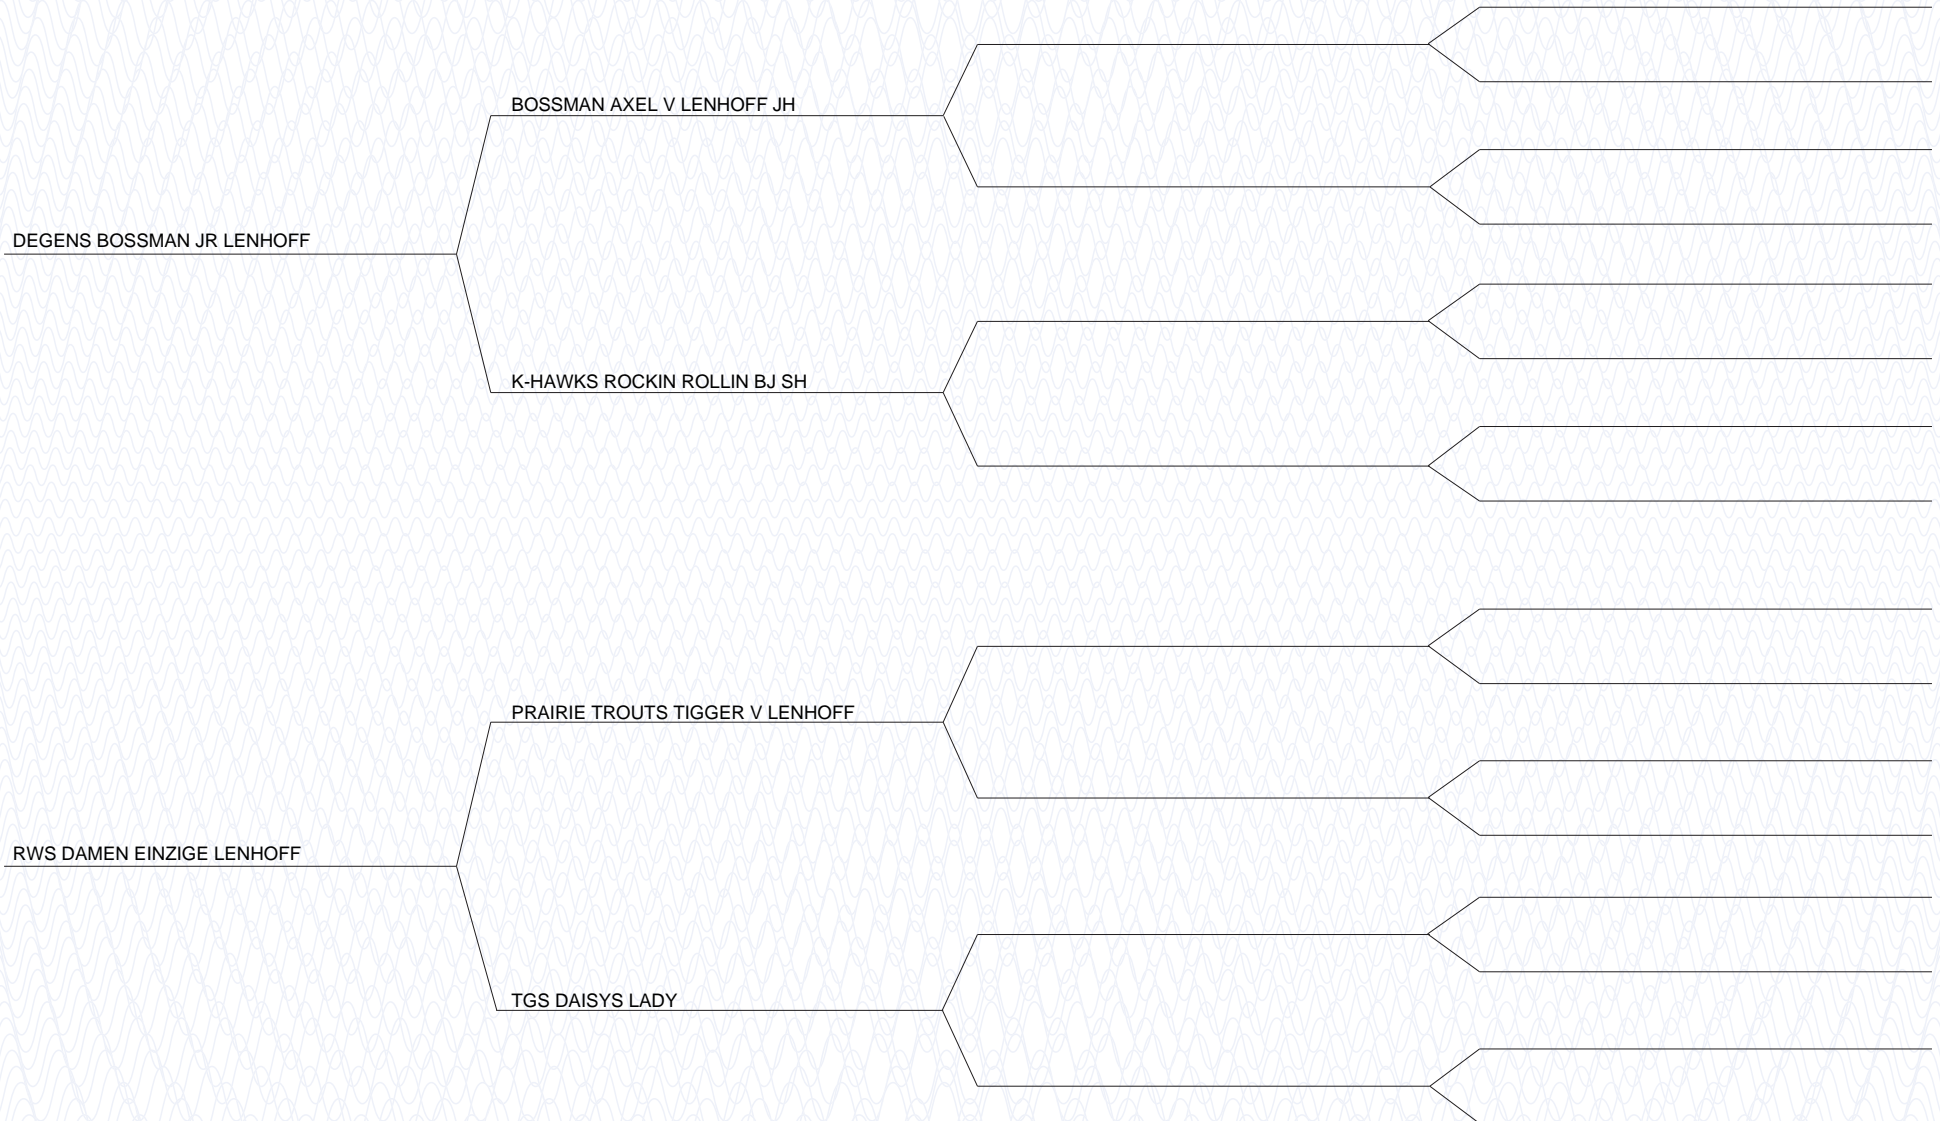 BOSSMAN AXEL V LENHOFF JH
DEGENS BOSSMAN JR LENHOFF
K-HAWKS ROCKIN ROLLIN BJ SH
PRAIRIE TROUTS TIGGER V LENHOFF
RWS DAMEN EINZIGE LENHOFF
TGS DAISYS LADY